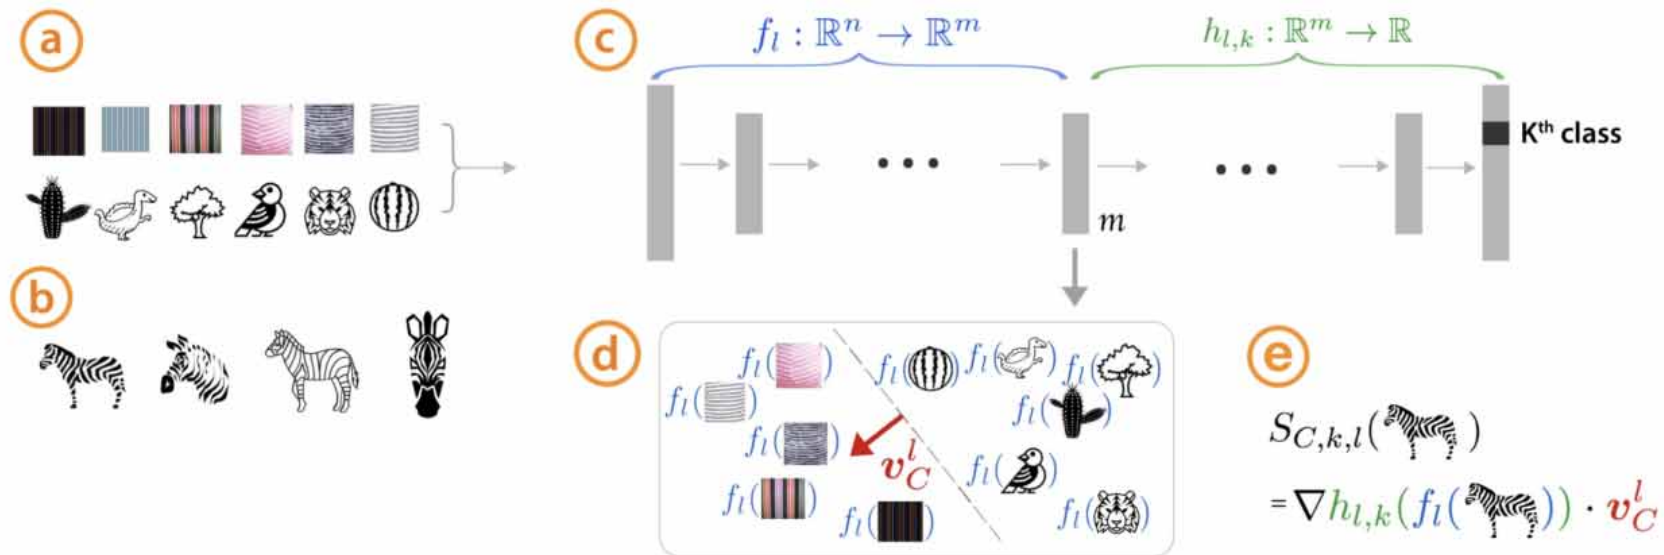 a
b
c
f_l : ℝ^n → ℝ^m
h_{l,k} : ℝ^m → ℝ
K^th class
m
d
f_l( )
f_l( )
f_l( )
f_l( )
f_l( )
f_l( )
f_l( )
f_l( )
f_l( )
v_C^l
f_l( )
f_l( )
e
S_{C,k,l}( )
= ∇h_{l,k}(f_l( )) · v_C^l